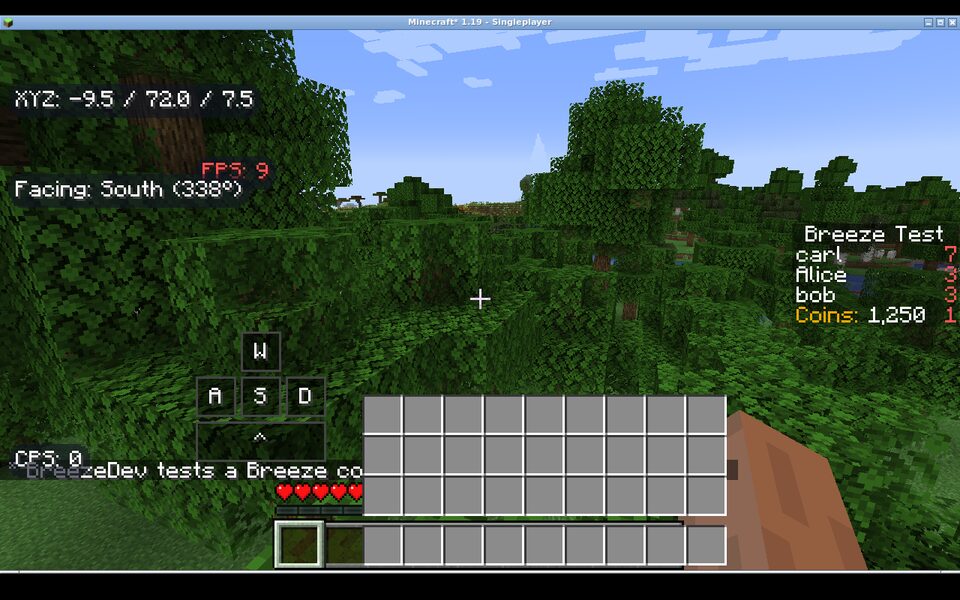 Minecraft* 1.19 - Singleplayer
XYZ: -9.5 / 72.0 / 7.5
FPS: 9
Facing: South (338º)
Breeze Test
carl 7
Alice 3
bob 3
Coins: 1,250 1
W
A S D
^
CPS: 0
BreezeDev tests a Breeze co